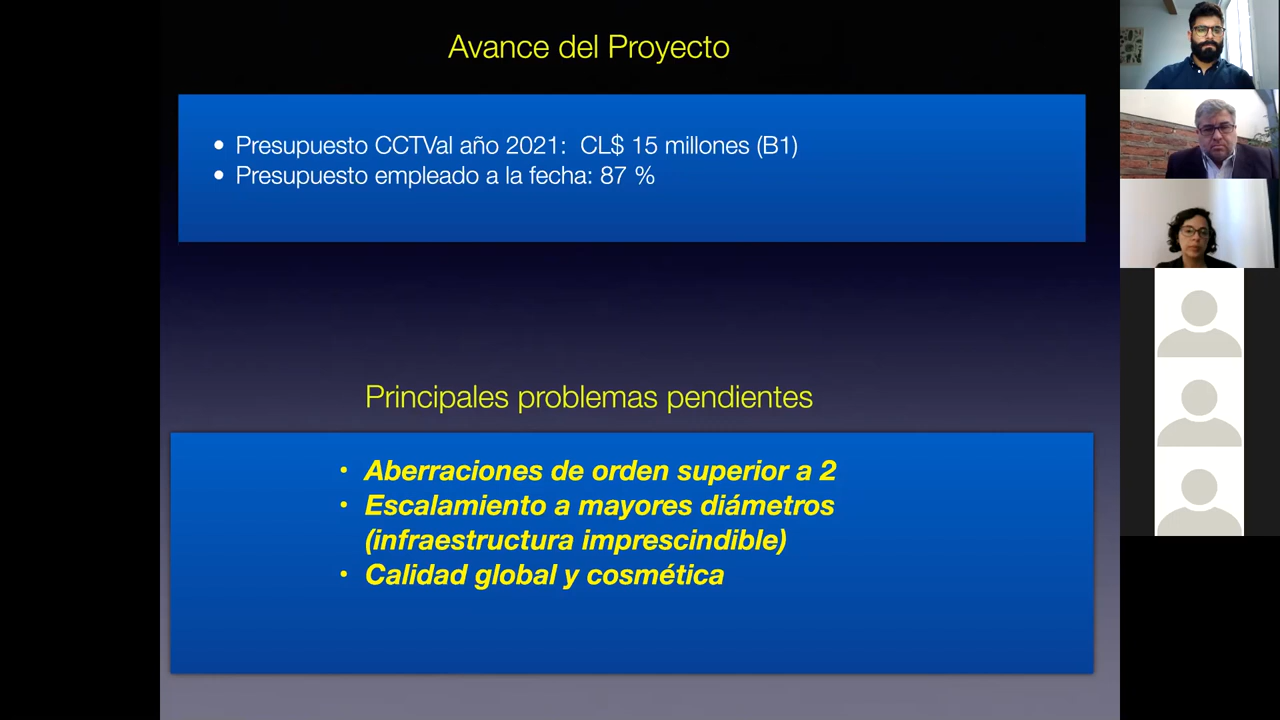 Avance del Proyecto
• Presupuesto CCTVal año 2021: CL$ 15 millones (B1)
• Presupuesto empleado a la fecha: 87 %
Principales problemas pendientes
• Aberraciones de orden superior a 2
• Escalamiento a mayores diámetros
(infraestructura imprescindible)
• Calidad global y cosmética